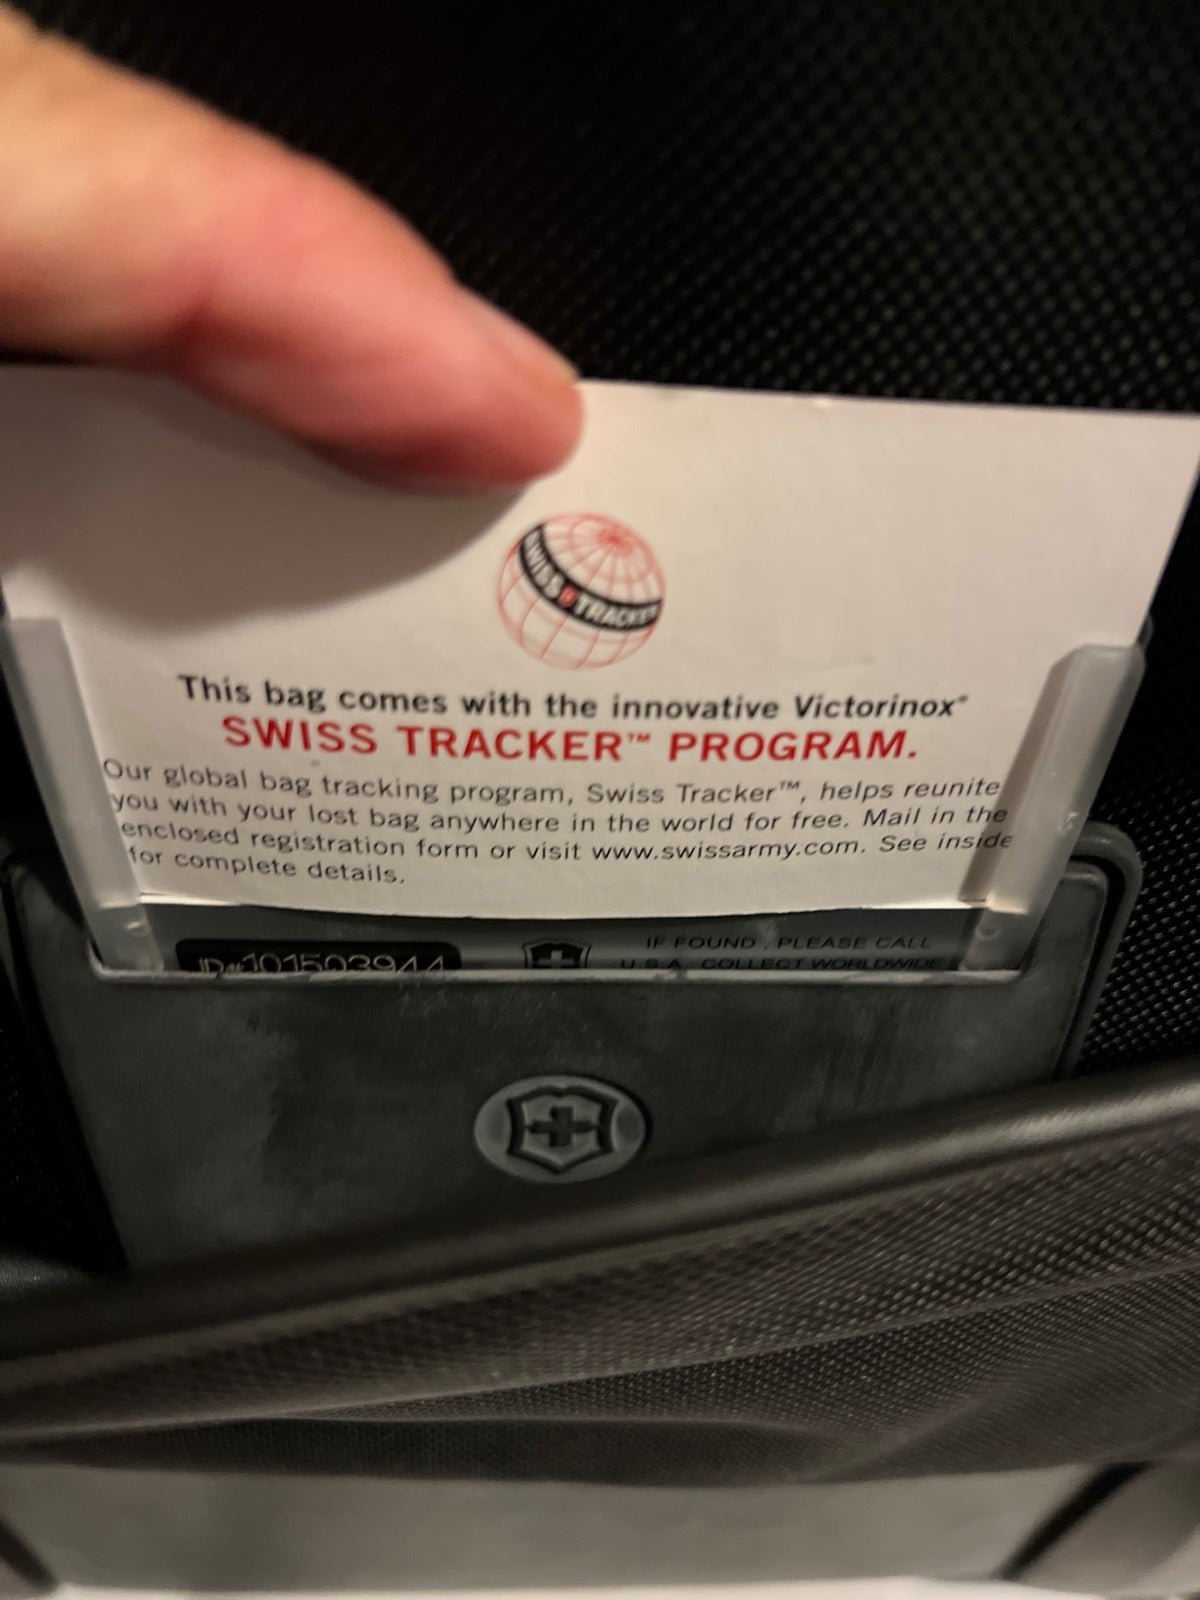 SWISS TRACKER
This bag comes with the innovative Victorinox®
SWISS TRACKER™ PROGRAM.
Our global bag tracking program, Swiss Tracker™, helps reunite
you with your lost bag anywhere in the world for free. Mail in the
enclosed registration form or visit www.swissarmy.com. See inside
for complete details.
ID#101503944
IF FOUND, PLEASE CALL
U.S.A. COLLECT WORLDWIDE